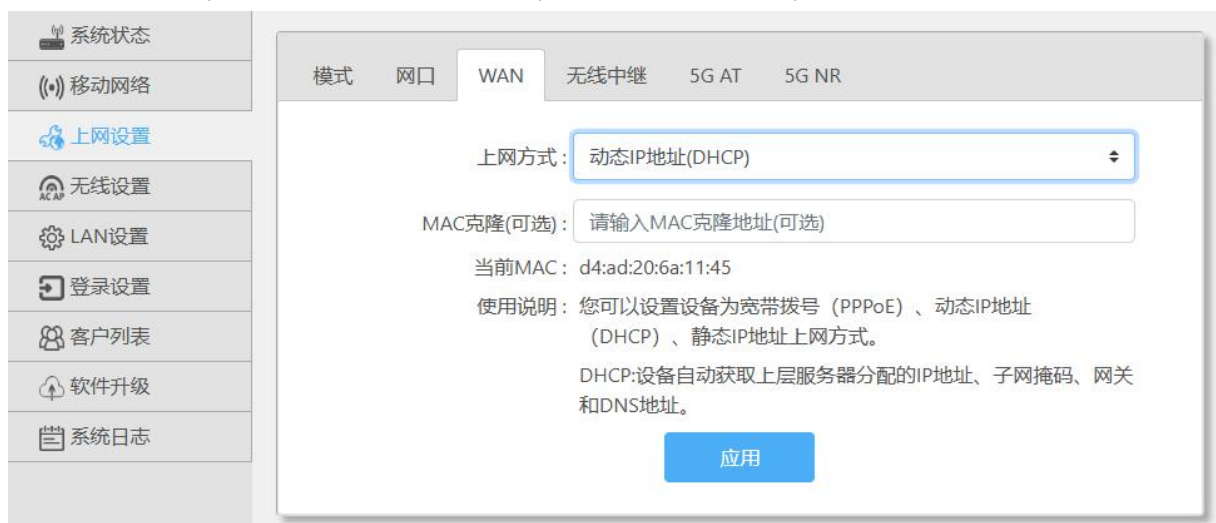 系统状态
移动网络
上网设置
AC AP
无线设置
LAN设置
登录设置
客户列表
软件升级
系统日志
模式 网口 WAN 无线中继 5G AT 5G NR
上网方式: 动态IP地址(DHCP)
MAC克隆(可选): 请输入MAC克隆地址(可选)
当前MAC: d4:ad:20:6a:11:45
使用说明: 您可以设置设备为宽带拨号（PPPoE）、动态IP地址
（DHCP）、静态IP地址上网方式。
DHCP:设备自动获取上层服务器分配的IP地址、子网掩码、网关
和DNS地址。
应用